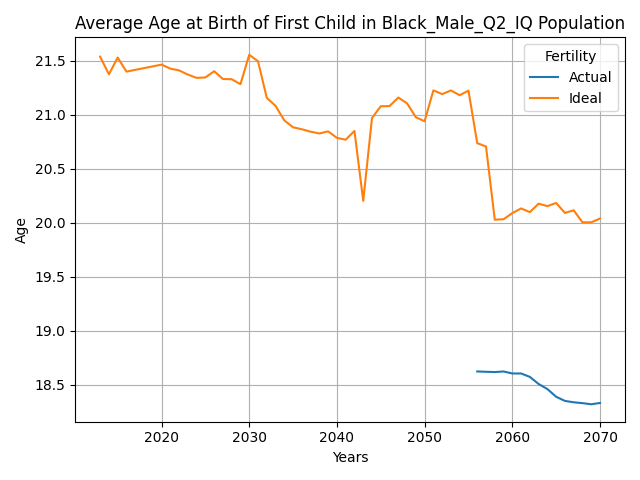 Average Age at Birth of First Child in Black_Male_Q2_IQ Population
Fertility
Actual
Ideal
Age
21.5
21.0
20.5
20.0
19.5
19.0
18.5
2020 2030 2040 2050 2060 2070
Years